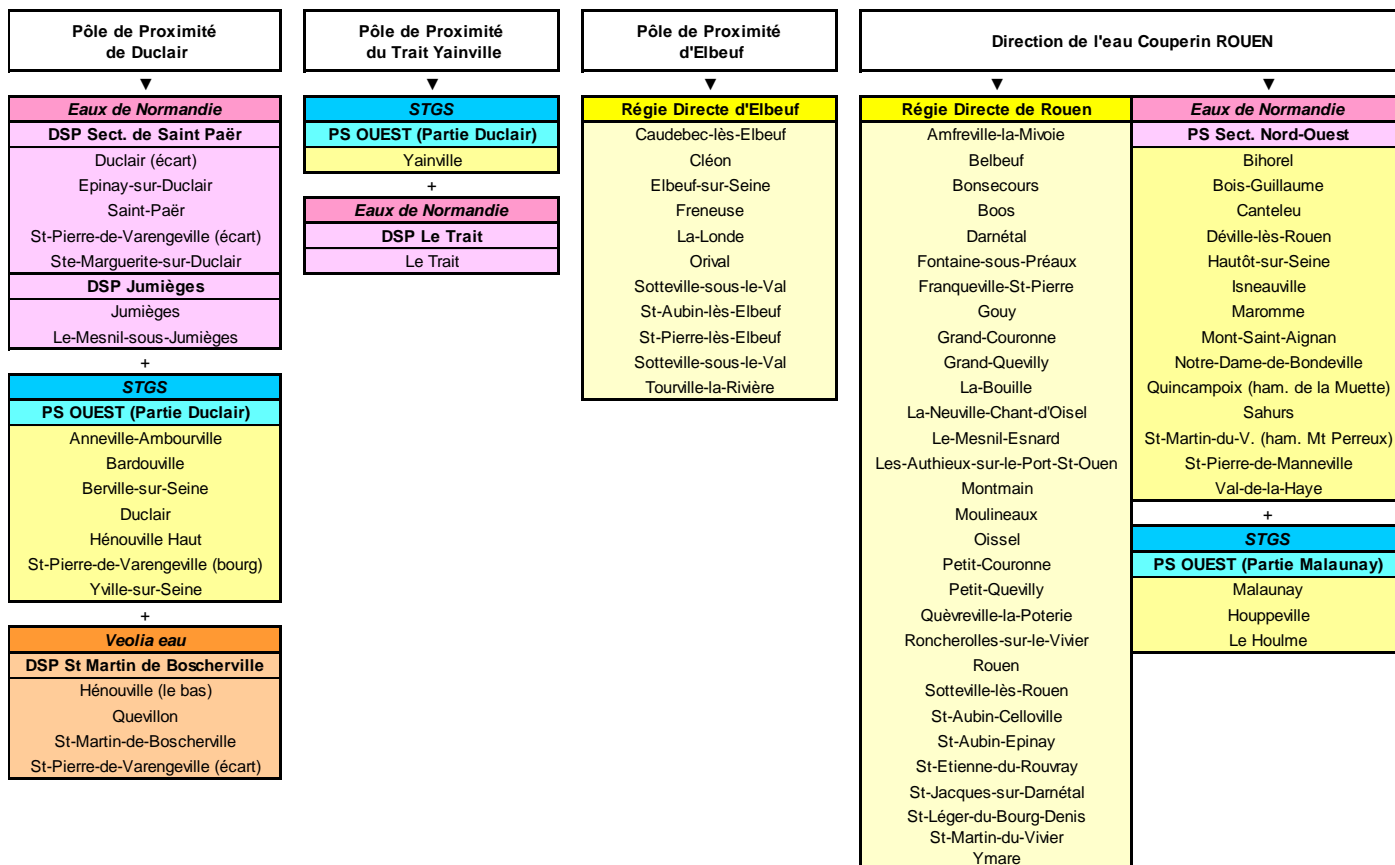 Pôle de Proximité
de Duclair
▼
Eaux de Normandie
DSP Sect. de Saint Paër
Duclair (écart)
Epinay-sur-Duclair
Saint-Paër
St-Pierre-de-Varengeville (écart)
Ste-Marguerite-sur-Duclair
DSP Jumièges
Jumièges
Le-Mesnil-sous-Jumièges
+
STGS
PS OUEST (Partie Duclair)
Anneville-Ambourville
Bardouville
Berville-sur-Seine
Duclair
Hénouville Haut
St-Pierre-de-Varengeville (bourg)
Yville-sur-Seine
+
Veolia eau
DSP St Martin de Boscherville
Hénouville (le bas)
Quevillon
St-Martin-de-Boscherville
St-Pierre-de-Varengeville (écart)
Pôle de Proximité
du Trait Yainville
▼
STGS
PS OUEST (Partie Duclair)
Yainville
+
Eaux de Normandie
DSP Le Trait
Le Trait
Pôle de Proximité
d'Elbeuf
▼
Régie Directe d'Elbeuf
Caudebec-lès-Elbeuf
Cléon
Elbeuf-sur-Seine
Freneuse
La-Londe
Orival
Sotteville-sous-le-Val
St-Aubin-lès-Elbeuf
St-Pierre-lès-Elbeuf
Sotteville-sous-le-Val
Tourville-la-Rivière
Direction de l'eau Couperin ROUEN
▼
Régie Directe de Rouen
Amfreville-la-Mivoie
Belbeuf
Bonsecours
Boos
Darnétal
Fontaine-sous-Préaux
Franqueville-St-Pierre
Gouy
Grand-Couronne
Grand-Quevilly
La-Bouille
La-Neuville-Chant-d'Oisel
Le-Mesnil-Esnard
Les-Authieux-sur-le-Port-St-Ouen
Montmain
Moulineaux
Oissel
Petit-Couronne
Petit-Quevilly
Quèvreville-la-Poterie
Roncherolles-sur-le-Vivier
Rouen
Sotteville-lès-Rouen
St-Aubin-Celloville
St-Aubin-Epinay
St-Etienne-du-Rouvray
St-Jacques-sur-Darnétal
St-Léger-du-Bourg-Denis
St-Martin-du-Vivier
Ymare
▼
Eaux de Normandie
PS Sect. Nord-Ouest
Bihorel
Bois-Guillaume
Canteleu
Déville-lès-Rouen
Hautôt-sur-Seine
Isneauville
Maromme
Mont-Saint-Aignan
Notre-Dame-de-Bondeville
Quincampoix (ham. de la Muette)
Sahurs
St-Martin-du-V. (ham. Mt Perreux)
St-Pierre-de-Manneville
Val-de-la-Haye
+
STGS
PS OUEST (Partie Malaunay)
Malaunay
Houppeville
Le Houlme